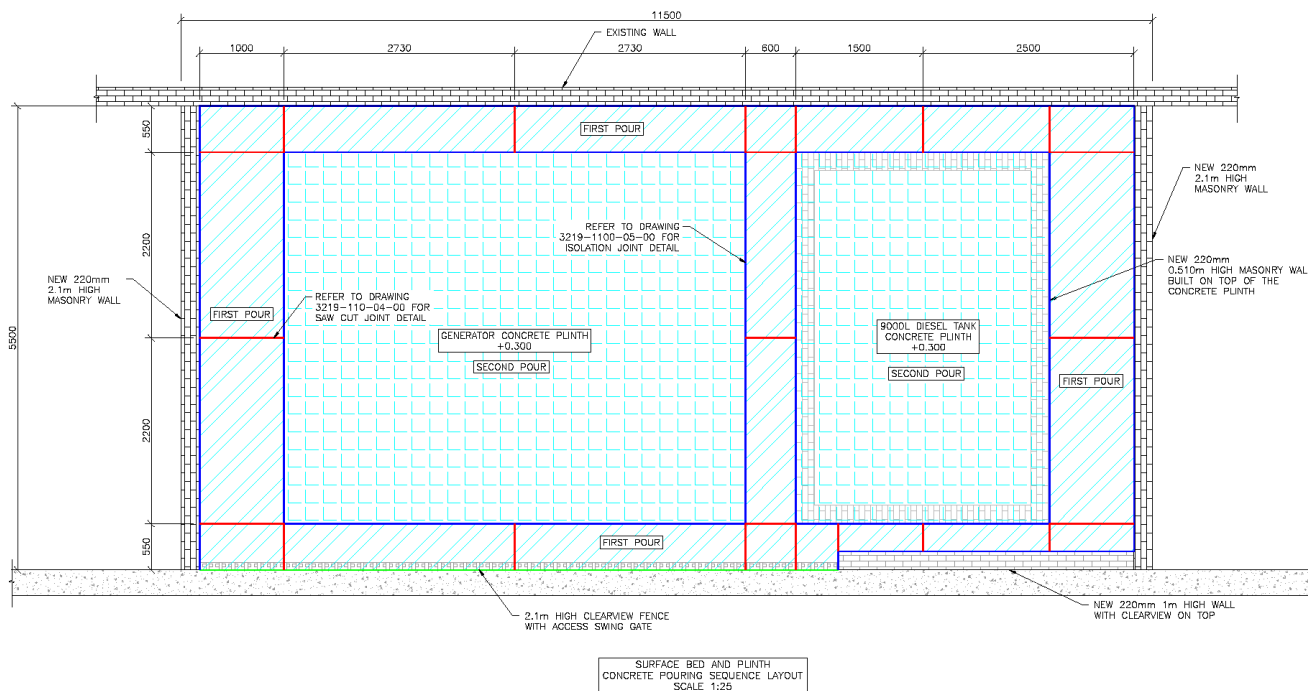 11500
EXISTING WALL
1000
2730
2730
600
1500
2500
550
FIRST POUR
NEW 220mm
2.1m HIGH
MASONRY WALL
2200
REFER TO DRAWING
3219-1100-05-00 FOR
ISOLATION JOINT DETAIL
NEW 220mm
0.510m HIGH MASONRY WAL
BUILT ON TOP OF THE
CONCRETE PLINTH
NEW 220mm
2.1m HIGH
MASONRY WALL
REFER TO DRAWING
3219-110-04-00 FOR
SAW CUT JOINT DETAIL
FIRST POUR
5500
GENERATOR CONCRETE PLINTH
+0.300
SECOND POUR
9000L DIESEL TANK
CONCRETE PLINTH
+0.300
SECOND POUR
FIRST POUR
2200
550
FIRST POUR
2.1m HIGH CLEARVIEW FENCE
WITH ACCESS SWING GATE
NEW 220mm 1m HIGH WALL
WITH CLEARVIEW ON TOP
SURFACE BED AND PLINTH
CONCRETE POURING SEQUENCE LAYOUT
SCALE 1:25